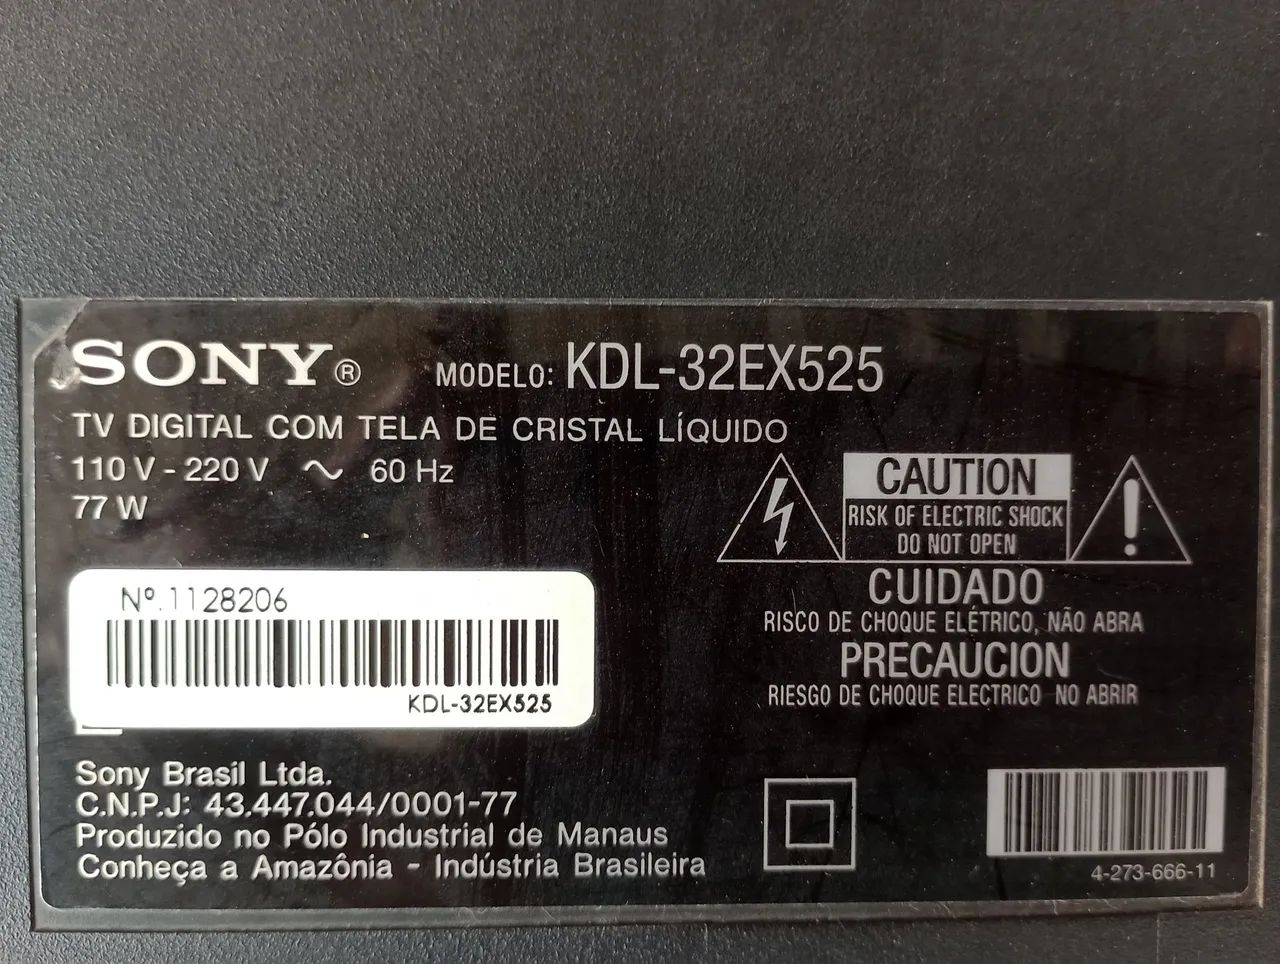 SONY®
MODELO: KDL-32EX525
TV DIGITAL COM TELA DE CRISTAL LÍQUIDO
110 V - 220 V ∿ 60 Hz
77 W
CAUTION
RISK OF ELECTRIC SHOCK
DO NOT OPEN
CUIDADO
RISCO DE CHOQUE ELÉTRICO, NÃO ABRA
PRECAUCION
RIESGO DE CHOQUE ELECTRICO NO ABRIR
Nº.1128206
KDL-32EX525
Sony Brasil Ltda.
C.N.P.J: 43.447.044/0001-77
Produzido no Pólo Industrial de Manaus
Conheça a Amazônia - Indústria Brasileira
4-273-666-11